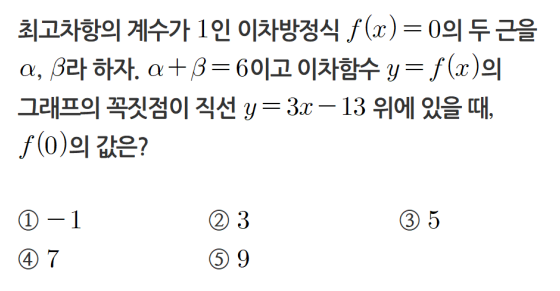 최고차항의 계수가 1인 이차방정식 f(x)=0의 두 근을
α, β라 하자. α+β=6이고 이차함수 y=f(x)의
그래프의 꼭짓점이 직선 y=3x-13 위에 있을 때,
f(0)의 값은?
① -1 ② 3 ③ 5
④ 7 ⑤ 9